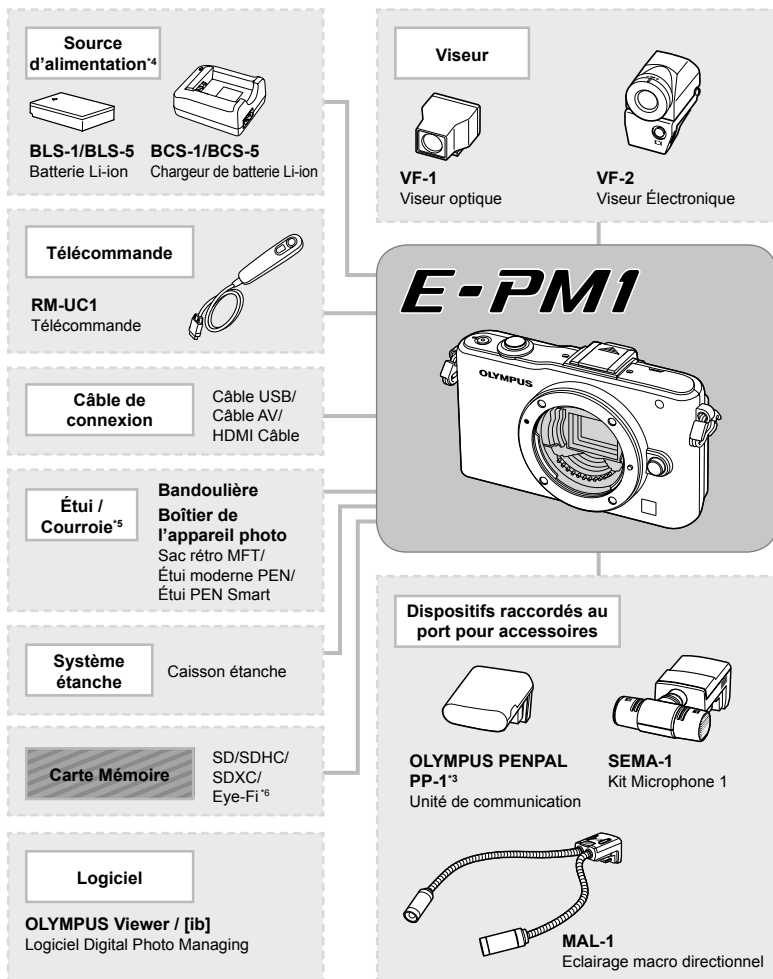 Source
d'alimentation*4
BLS-1/BLS-5
Batterie Li-ion
BCS-1/BCS-5
Chargeur de batterie Li-ion
Télécommande
RM-UC1
Télécommande
Câble de
connexion
Câble USB/
Câble AV/
HDMI Câble
Étui /
Courroie*5
Bandoulière
Boîtier de
l'appareil photo
Sac rétro MFT/
Étui moderne PEN/
Étui PEN Smart
Système
étanche
Caisson étanche
Carte Mémoire
SD/SDHC/
SDXC/
Eye-Fi*6
Logiciel
OLYMPUS Viewer / [ib]
Logiciel Digital Photo Managing
Viseur
VF-1
Viseur optique
VF-2
Viseur Électronique
E-PM1
OLYMPUS
Dispositifs raccordés au
port pour accessoires
OLYMPUS PENPAL
PP-1*3
Unité de communication
SEMA-1
Kit Microphone 1
MAL-1
Eclairage macro directionnel